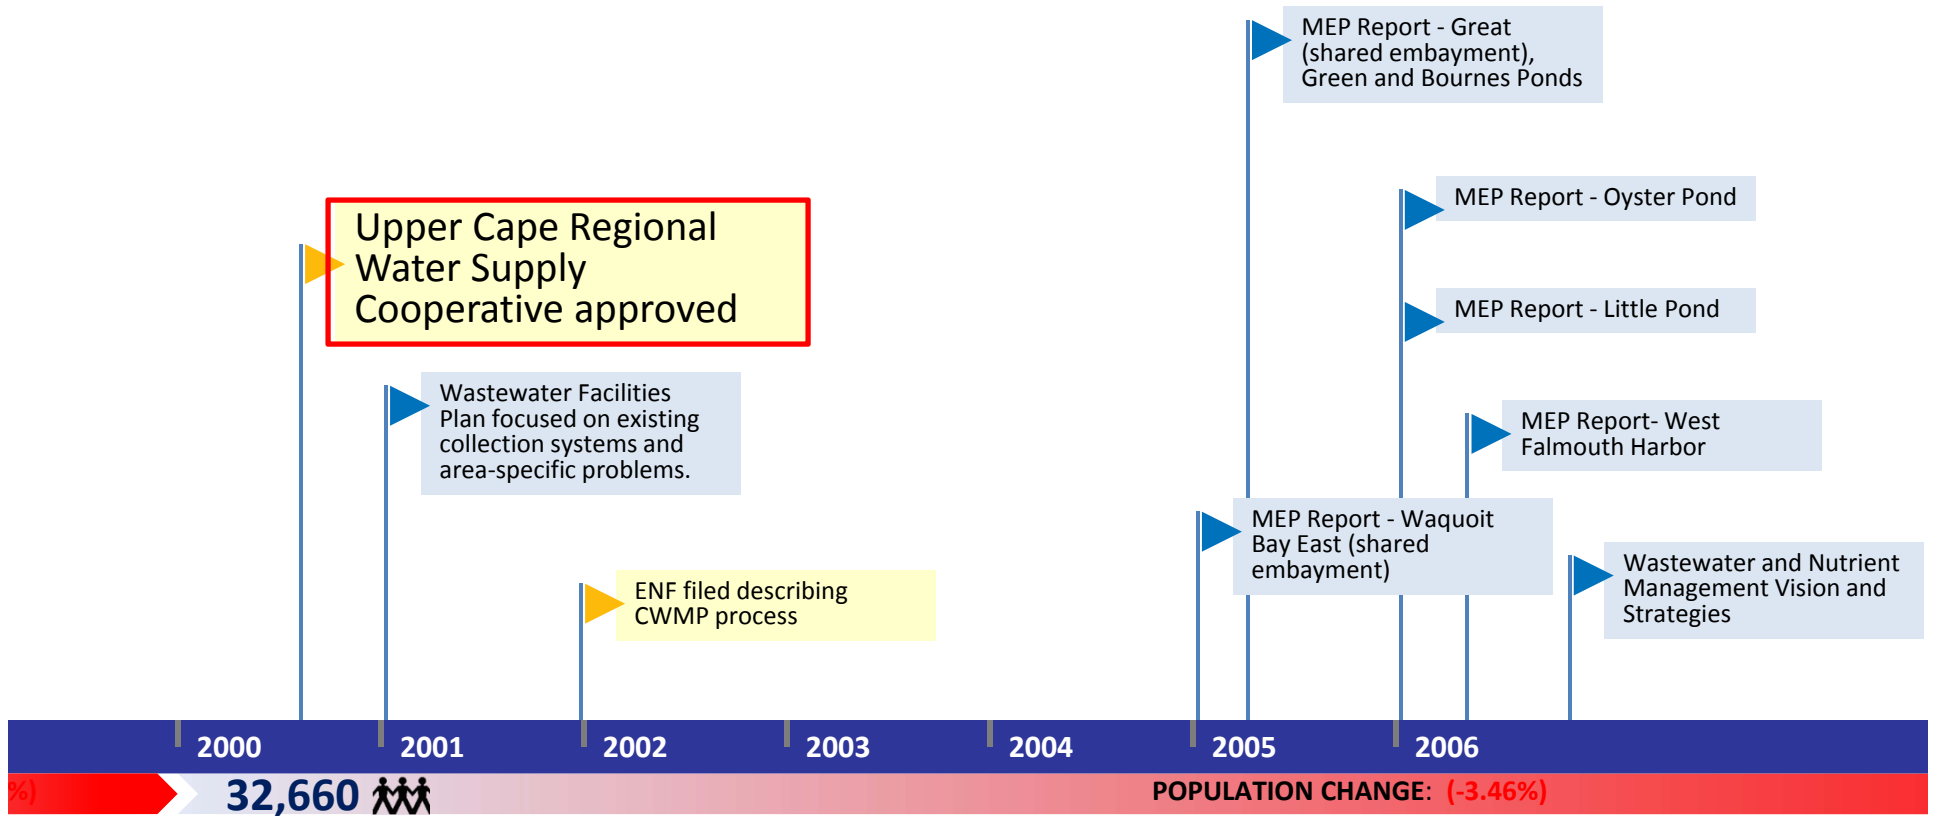 MEP Report - Great
(shared embayment),
Green and Bournes Ponds
MEP Report - Oyster Pond
Upper Cape Regional
Water Supply
Cooperative approved
MEP Report - Little Pond
Wastewater Facilities
Plan focused on existing
collection systems and
area-specific problems.
MEP Report- West
Falmouth Harbor
MEP Report - Waquoit
Bay East (shared
embayment)
Wastewater and Nutrient
Management Vision and
Strategies
ENF filed describing
CWMP process
2000 2001 2002 2003 2004 2005 2006
%) 32,660 POPULATION CHANGE: (-3.46%)